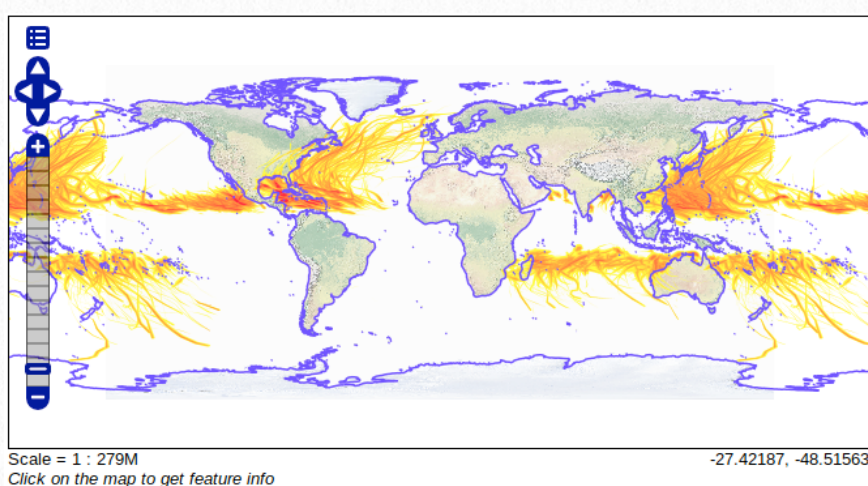 Scale = 1 : 279M
-27.42187, -48.51563
Click on the map to get feature info